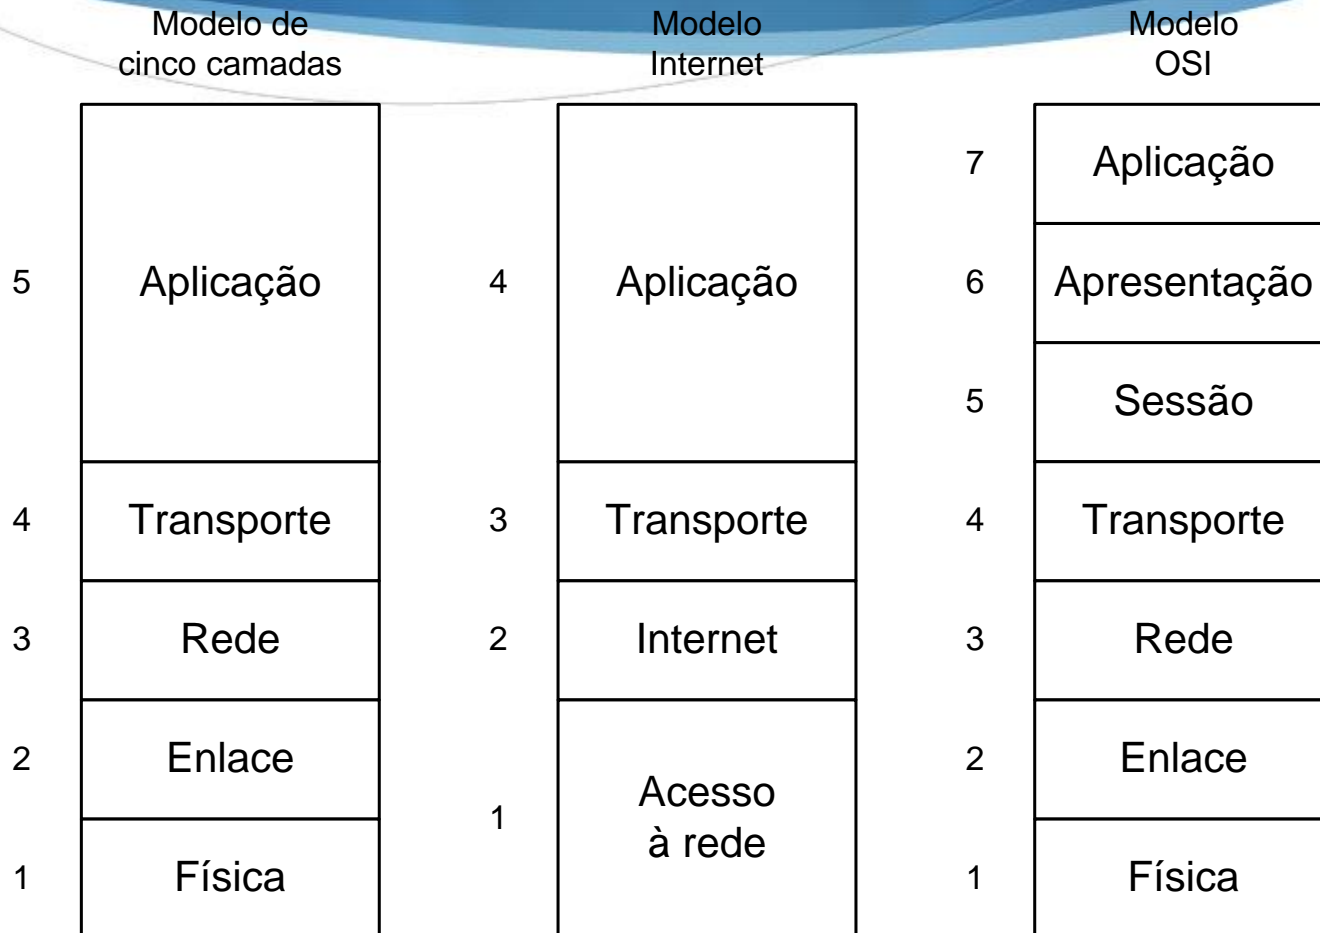 Modelo de
cinco camadas
5 Aplicação
4 Transporte
3 Rede
2 Enlace
1 Física
Modelo
Internet
4 Aplicação
3 Transporte
2 Internet
1 Acesso
à rede
Modelo
OSI
7 Aplicação
6 Apresentação
5 Sessão
4 Transporte
3 Rede
2 Enlace
1 Física